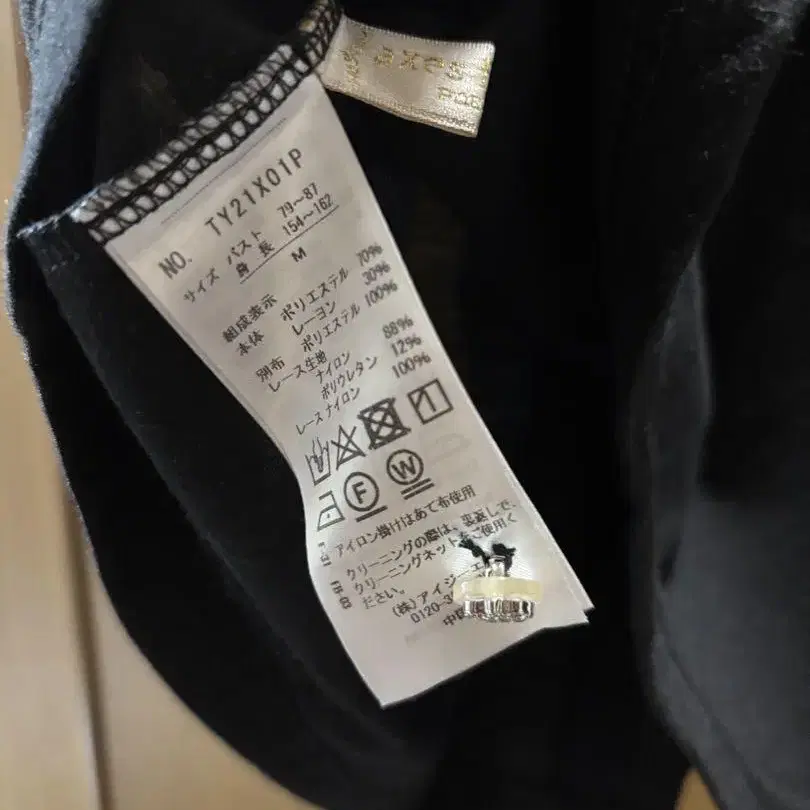 axes
POE
NO. TY21X01P
サイズ バスト 79～87
身長 154～162
M
組成表示
本体 ポリエステル 70%
レーヨン 30%
別布 ポリエステル 100%
レース生地
ナイロン 88%
ポリウレタン 12%
レース ナイロン 100%
F W
アイロン掛けはあて布使用
クリーニングの際は、裏返しで、
クリーニングネットをご使用く
ださい。
(株)アイジーエ
0120-3
中